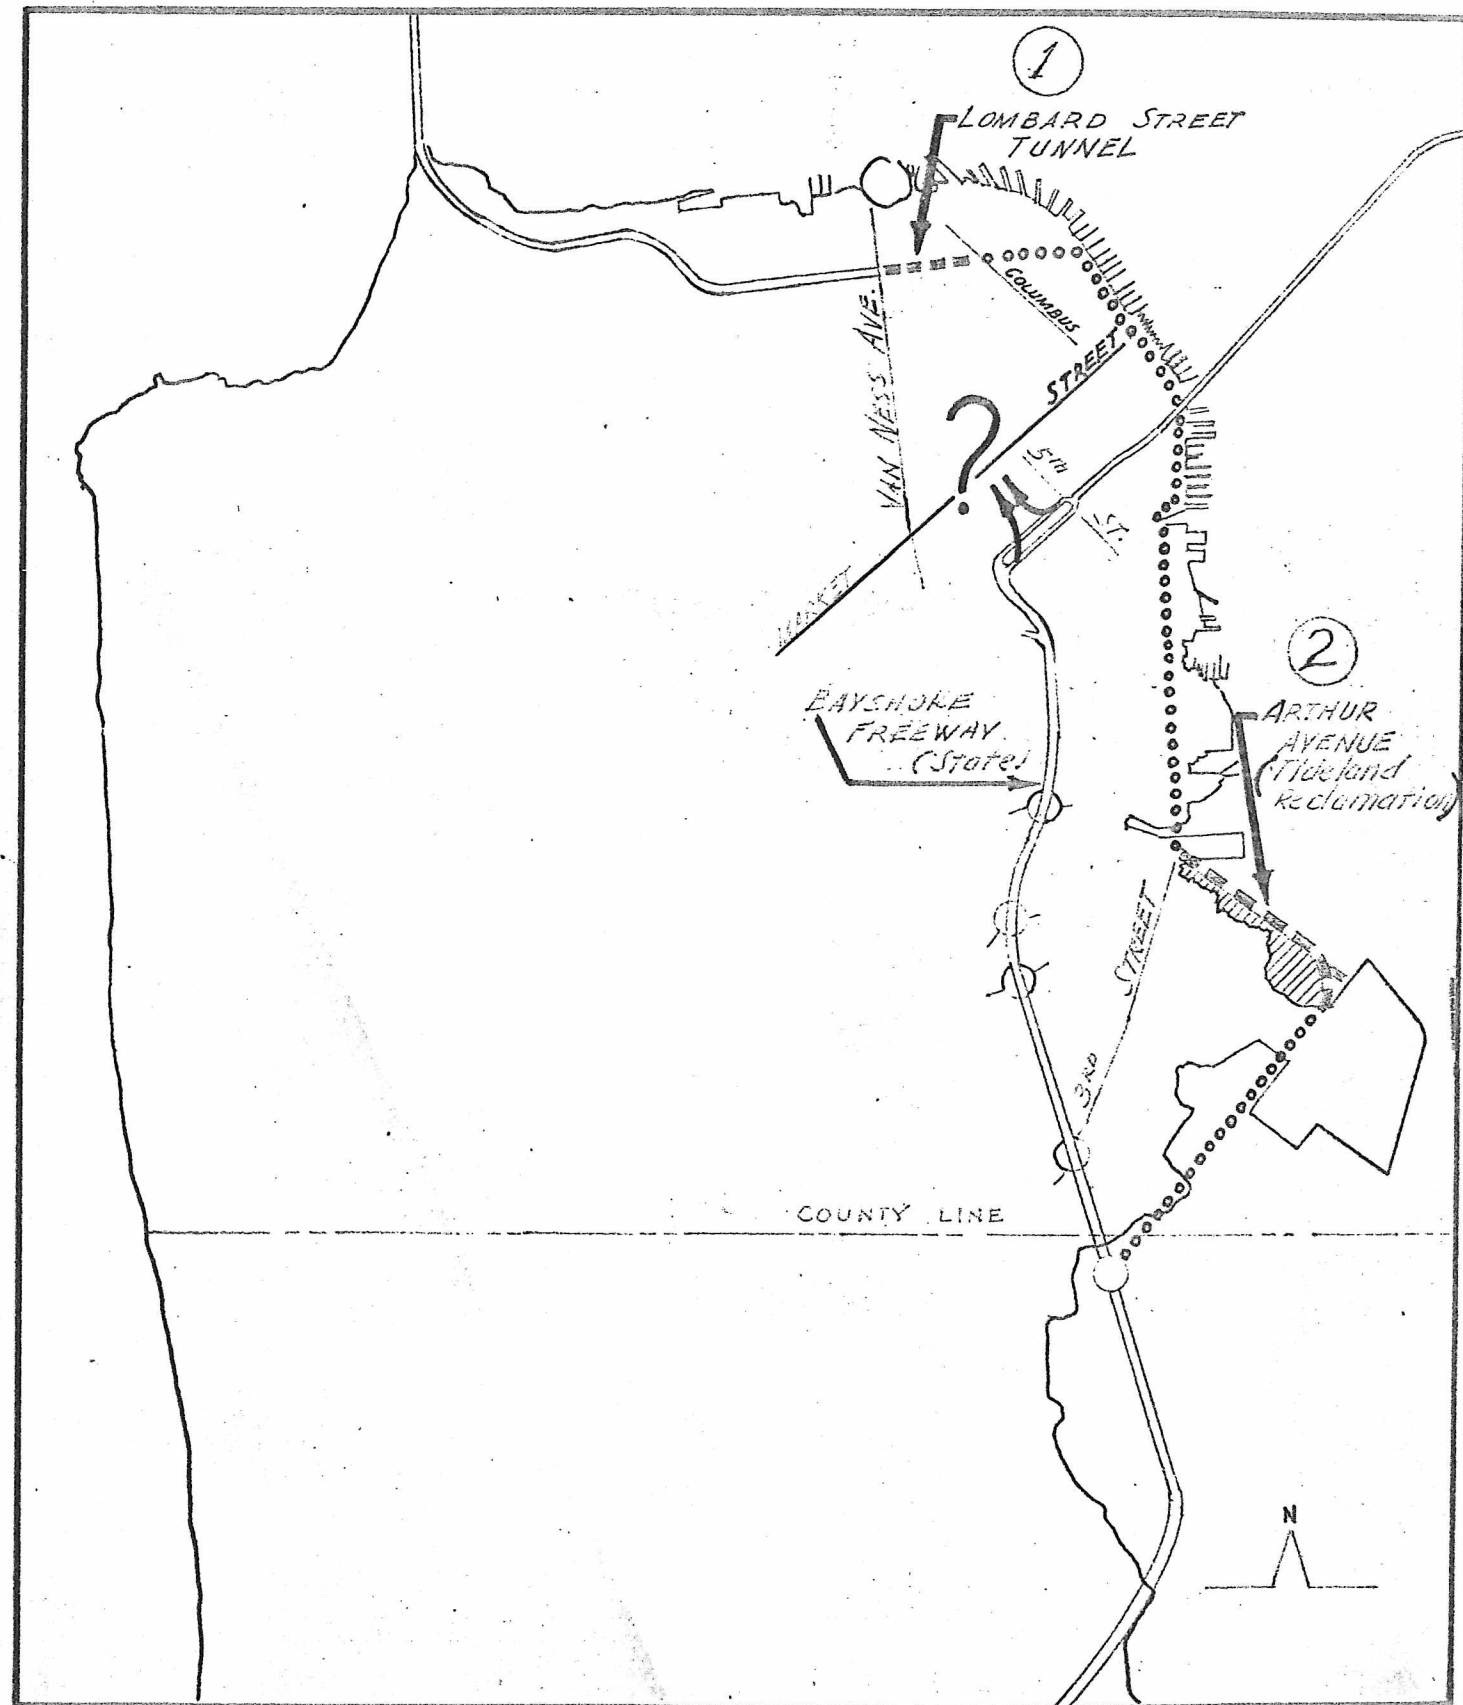 1
LOMBARD STREET
TUNNEL
COLUMBUS
VAN NESS AVE.
STREET
?
5TH
ST.
MARKET
2
BAYSHORE
FREEWAY
(State)
ARTHUR
AVENUE
(Tideland
Reclamation)
STREET
3RD
COUNTY LINE
N